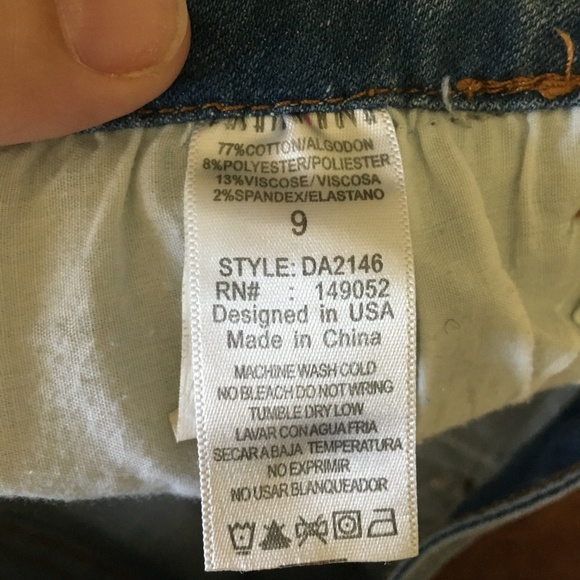 77%COTTON/ALGODON
8%POLYESTER/POLIESTER
13%VISCOSE/VISCOSA
2%SPANDEX/ELASTANO
9
STYLE: DA2146
RN# : 149052
Designed in USA
Made in China
MACHINE WASH COLD
NO BLEACH DO NOT WRING
TUMBLE DRY LOW
LAVAR CON AGUA FRIA
SECAR A BAJA TEMPERATURA
NO EXPRIMIR
NO USAR BLANQUEADOR